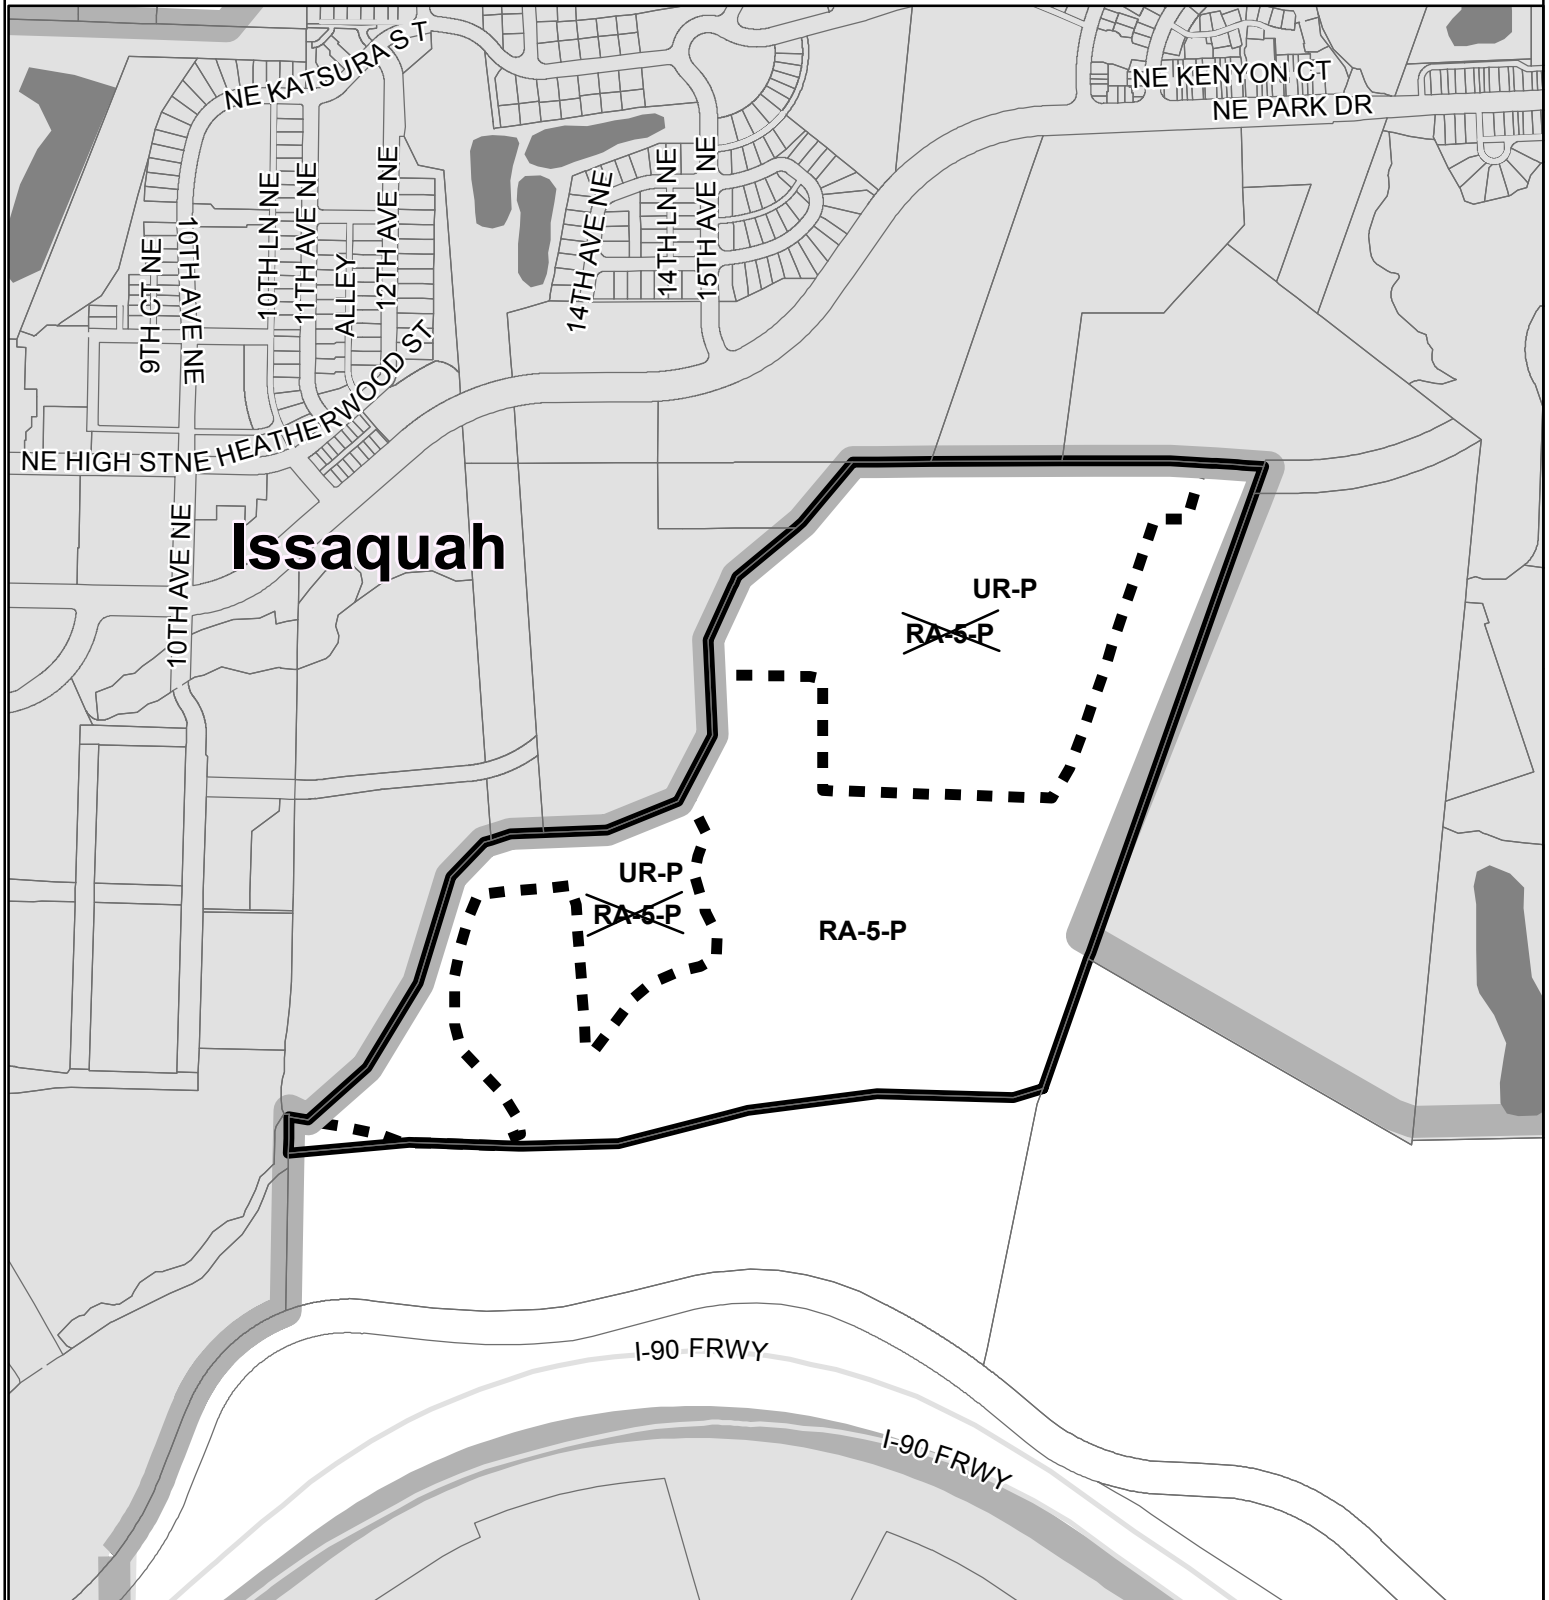 NE KATSURA ST
NE KENYON CT
NE PARK DR
9TH CT NE
10TH AVE NE
10TH LN NE
11TH AVE NE
ALLEY
12TH AVE NE
14TH AVE NE
14TH LN NE
15TH AVE NE
NE HIGH ST
NE HEATHERWOOD ST
10TH AVE NE
Issaquah
UR-P
RA-5-P
UR-P
RA-5-P
RA-5-P
I-90 FRWY
I-90 FRWY